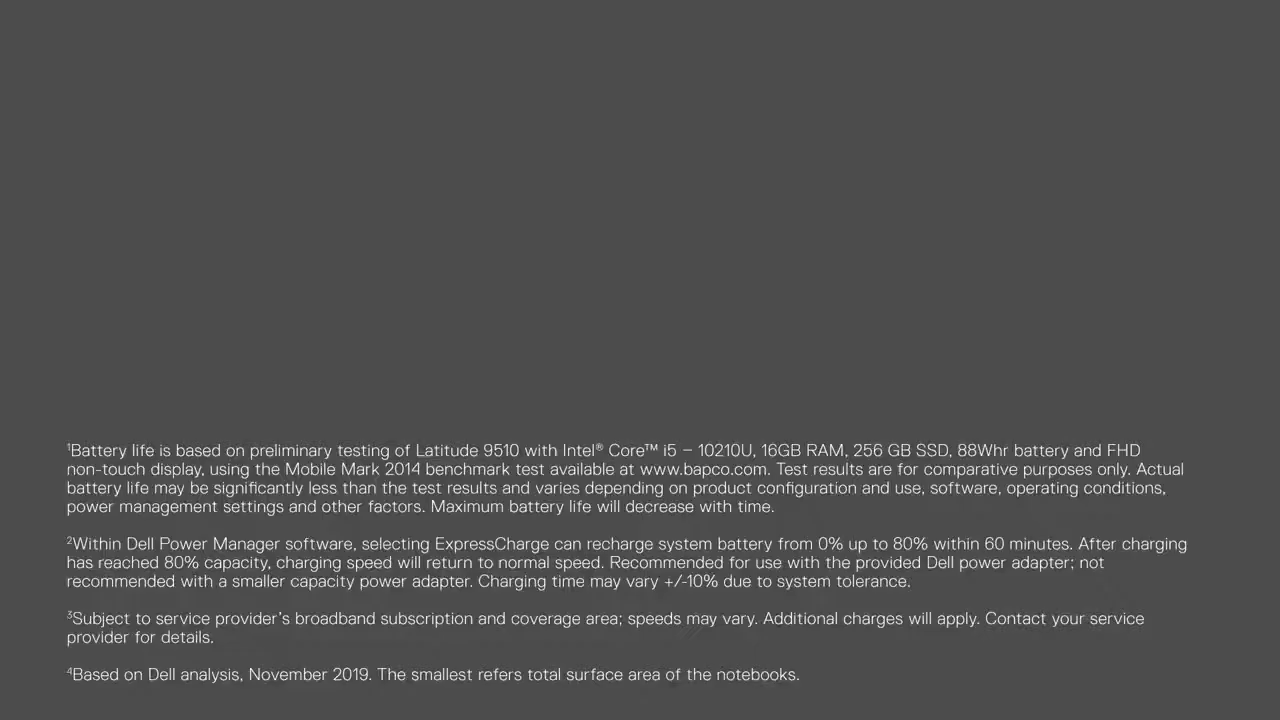 ¹Battery life is based on preliminary testing of Latitude 9510 with Intel® Core™ i5 – 10210U, 16GB RAM, 256 GB SSD, 88Whr battery and FHD
non-touch display, using the Mobile Mark 2014 benchmark test available at www.bapco.com. Test results are for comparative purposes only. Actual
battery life may be significantly less than the test results and varies depending on product configuration and use, software, operating conditions,
power management settings and other factors. Maximum battery life will decrease with time.
²Within Dell Power Manager software, selecting ExpressCharge can recharge system battery from 0% up to 80% within 60 minutes. After charging
has reached 80% capacity, charging speed will return to normal speed. Recommended for use with the provided Dell power adapter; not
recommended with a smaller capacity power adapter. Charging time may vary +/-10% due to system tolerance.
³Subject to service provider’s broadband subscription and coverage area; speeds may vary. Additional charges will apply. Contact your service
provider for details.
⁴Based on Dell analysis, November 2019. The smallest refers total surface area of the notebooks.